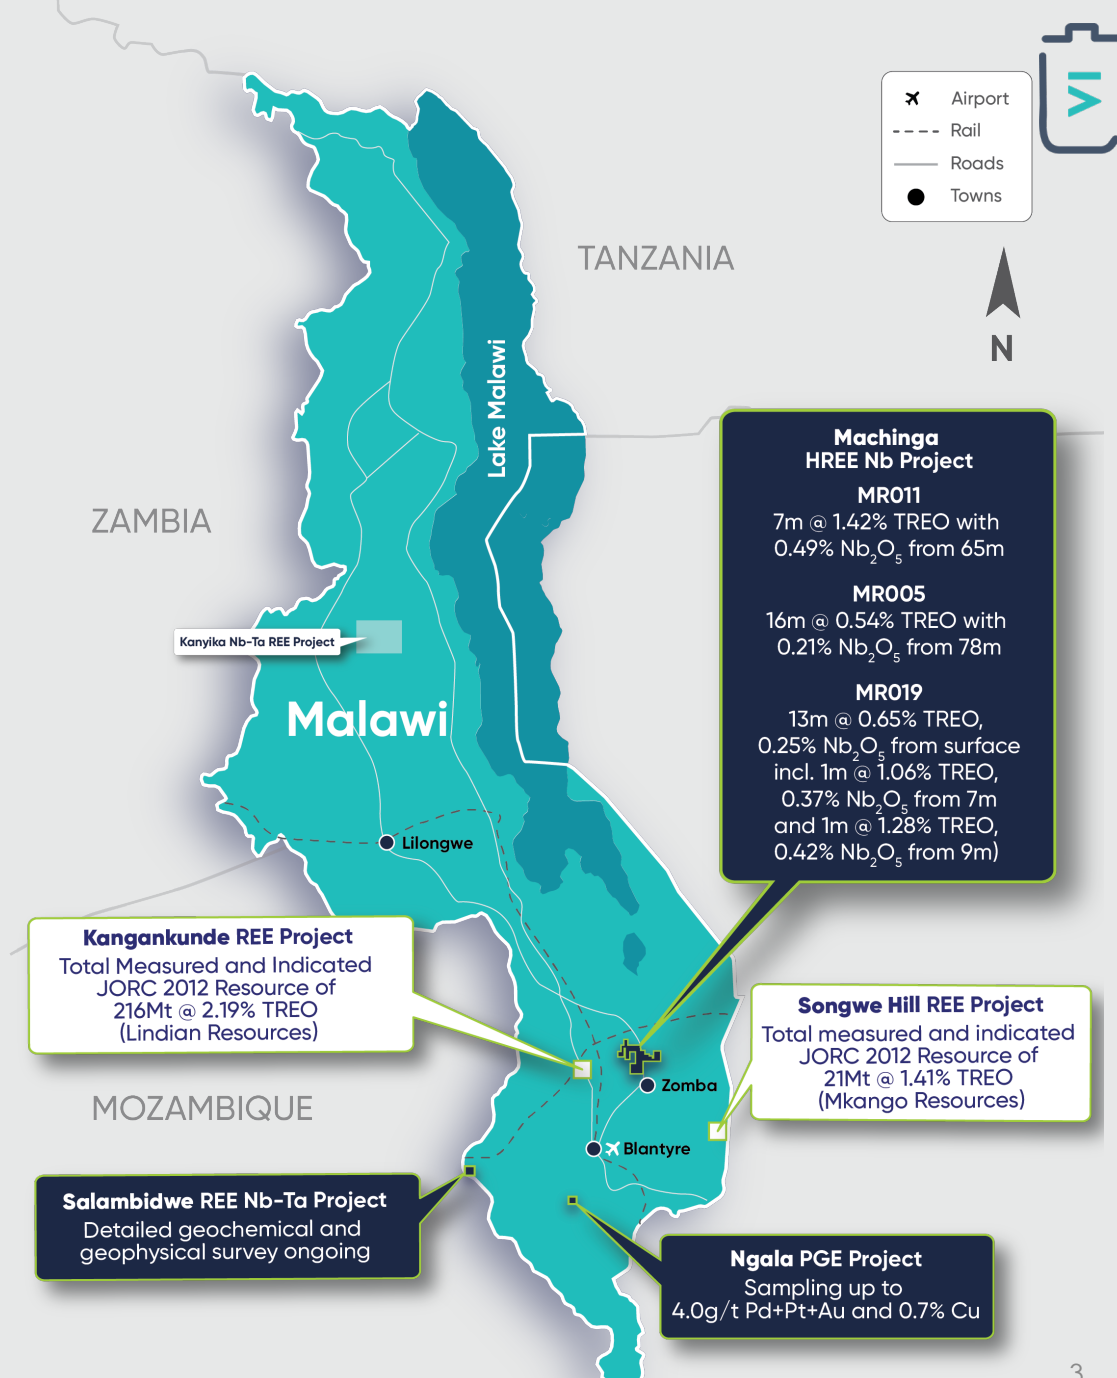 Airport
Rail
Roads
Towns
N
TANZANIA
ZAMBIA
MOZAMBIQUE
Lake Malawi
Malawi
Kanyika Nb-Ta REE Project
Lilongwe
Zomba
Blantyre
Machinga
HREE Nb Project
MR011
7m @ 1.42% TREO with
0.49% Nb₂O₅ from 65m
MR005
16m @ 0.54% TREO with
0.21% Nb₂O₅ from 78m
MR019
13m @ 0.65% TREO,
0.25% Nb₂O₅ from surface
incl. 1m @ 1.06% TREO,
0.37% Nb₂O₅ from 7m
and 1m @ 1.28% TREO,
0.42% Nb₂O₅ from 9m)
Kangankunde REE Project
Total Measured and Indicated
JORC 2012 Resource of
216Mt @ 2.19% TREO
(Lindian Resources)
Songwe Hill REE Project
Total measured and indicated
JORC 2012 Resource of
21Mt @ 1.41% TREO
(Mkango Resources)
Salambidwe REE Nb-Ta Project
Detailed geochemical and
geophysical survey ongoing
Ngala PGE Project
Sampling up to
4.0g/t Pd+Pt+Au and 0.7% Cu
3